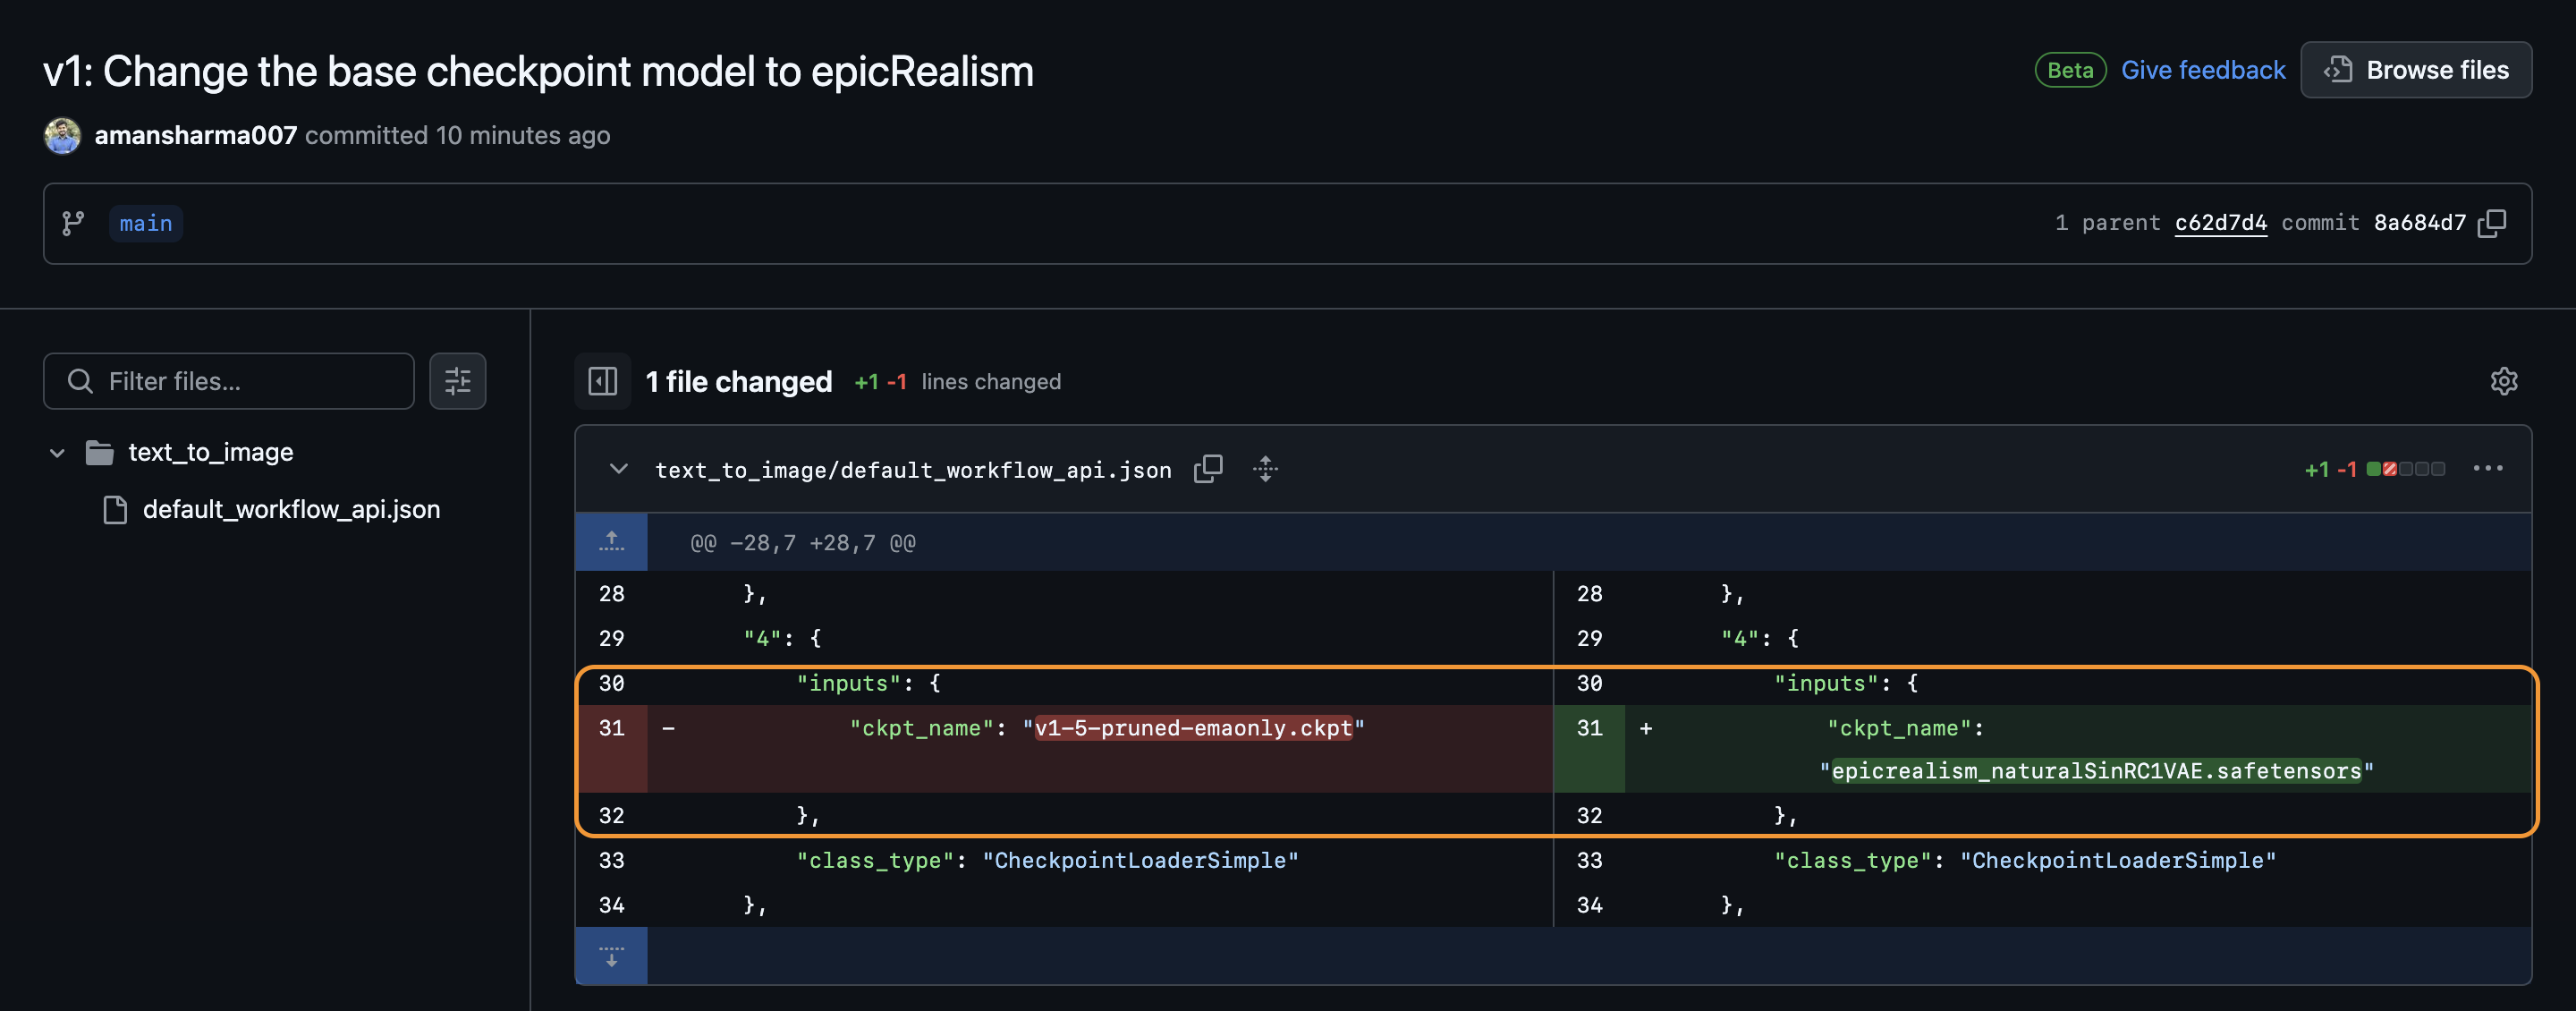 v1: Change the base checkpoint model to epicRealism
Beta Give feedback Browse files
amansharma007 committed 10 minutes ago
main
1 parent c62d7d4 commit 8a684d7
Filter files...
text_to_image
default_workflow_api.json
1 file changed +1 -1 lines changed
text_to_image/default_workflow_api.json +1 -1
@@ -28,7 +28,7 @@
28 },
29 "4": {
30 "inputs": {
31 - "ckpt_name": "v1-5-pruned-emaonly.ckpt"
32 },
33 "class_type": "CheckpointLoaderSimple"
34 },
28 },
29 "4": {
30 "inputs": {
31 + "ckpt_name":
"epicrealism_naturalSinRC1VAE.safetensors"
32 },
33 "class_type": "CheckpointLoaderSimple"
34 },